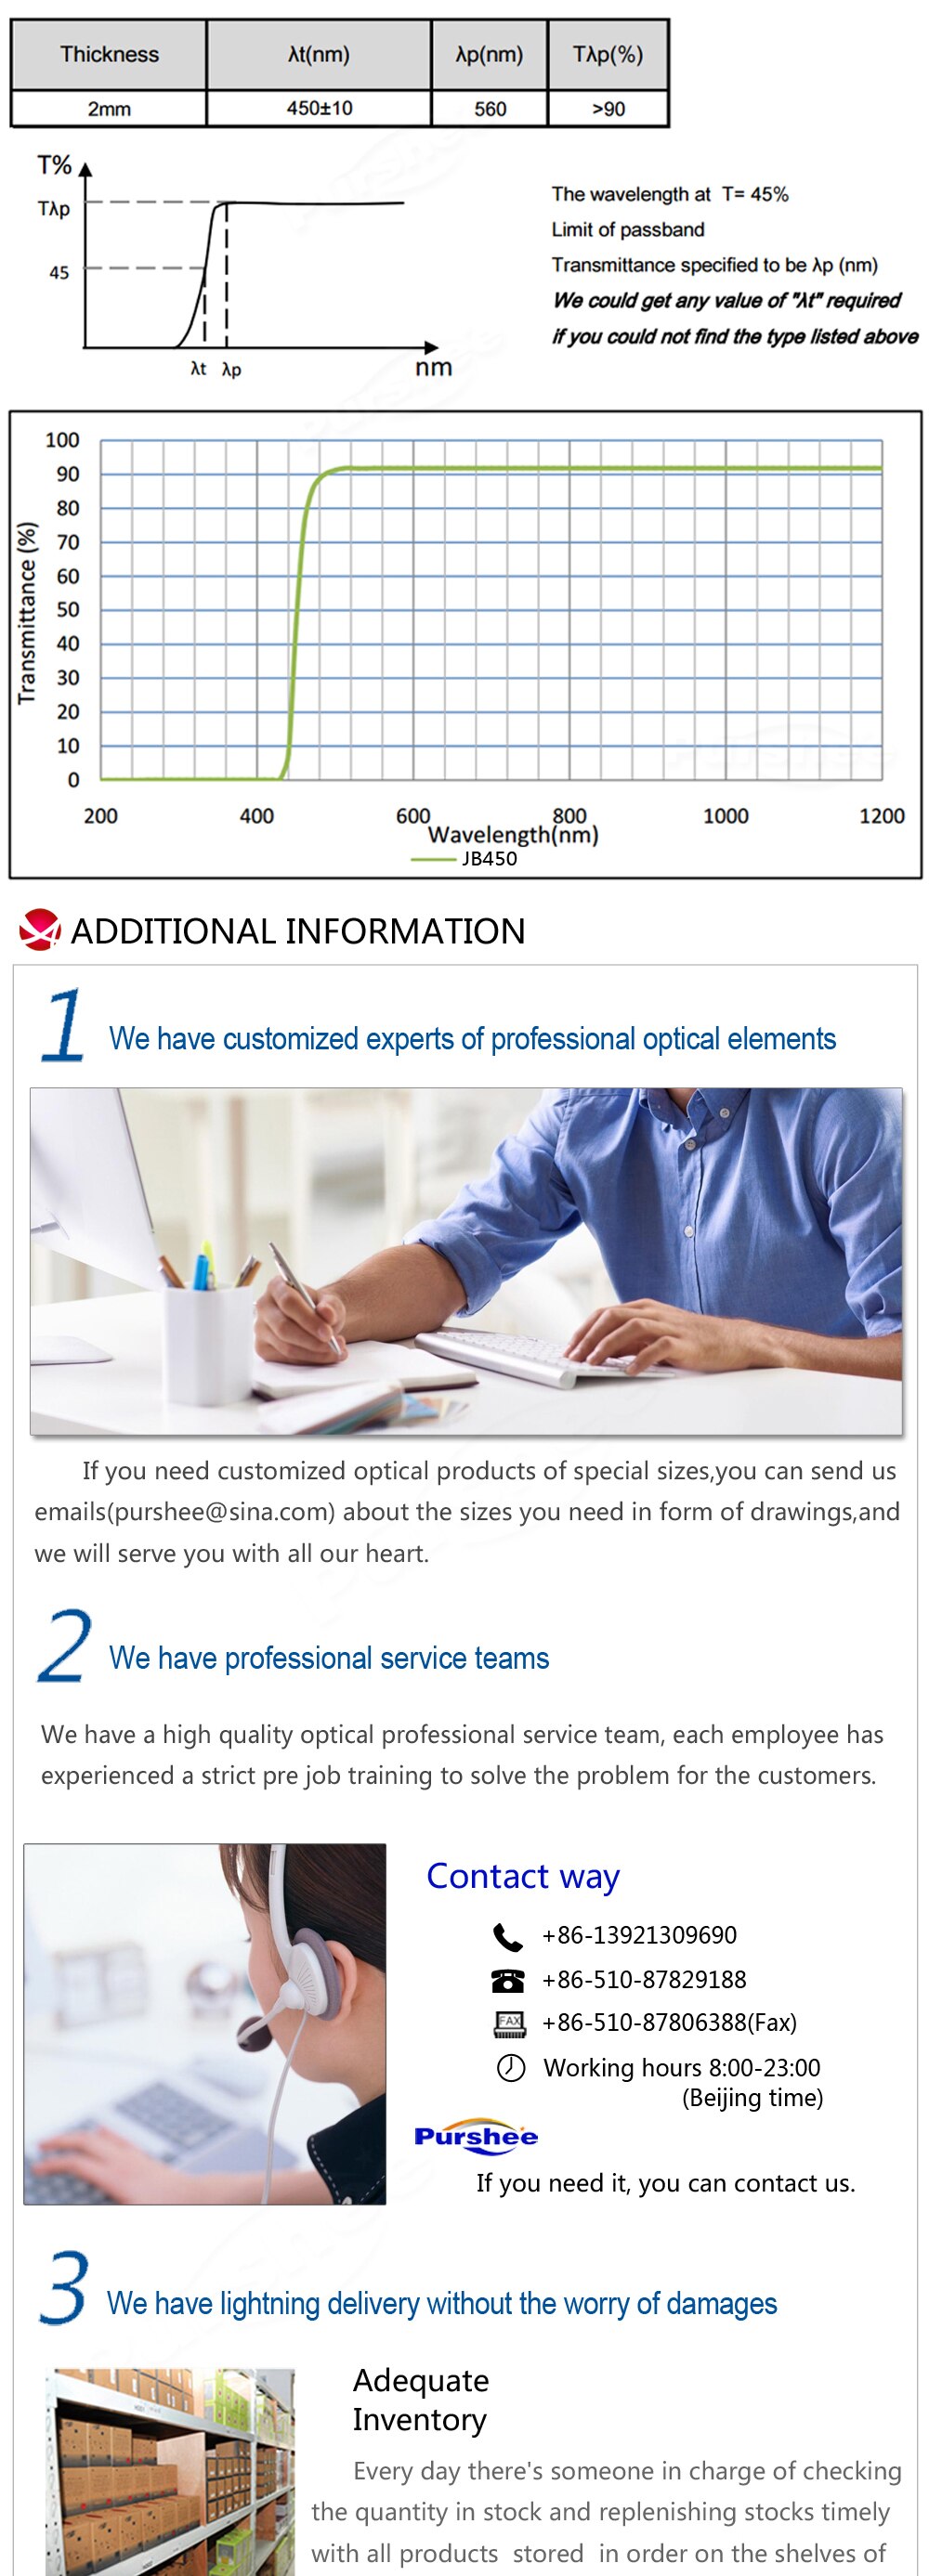 Thickness λt(nm) λp(nm) Tλp(%)
2mm 450±10 560 >90
T%
Tλp
45
λt λp
nm
The wavelength at T= 45%
Limit of passband
Transmittance specified to be λp (nm)
We could get any value of "λt" required
if you could not find the type listed above
100
90
80
70
60
50
40
30
20
10
0
Transmittance (%)
200 400 600 800 1000 1200
Wavelength(nm)
JB450
ADDITIONAL INFORMATION
1 We have customized experts of professional optical elements
If you need customized optical products of special sizes,you can send us
emails(purshee@sina.com) about the sizes you need in form of drawings,and
we will serve you with all our heart.
2 We have professional service teams
We have a high quality optical professional service team, each employee has
experienced a strict pre job training to solve the problem for the customers.
Contact way
+86-13921309690
+86-510-87829188
FAX +86-510-87806388(Fax)
Working hours 8:00-23:00
(Beijing time)
Purshee
If you need it, you can contact us.
3 We have lightning delivery without the worry of damages
Adequate
Inventory
Every day there's someone in charge of checking
the quantity in stock and replenishing stocks timely
with all products stored in order on the shelves of